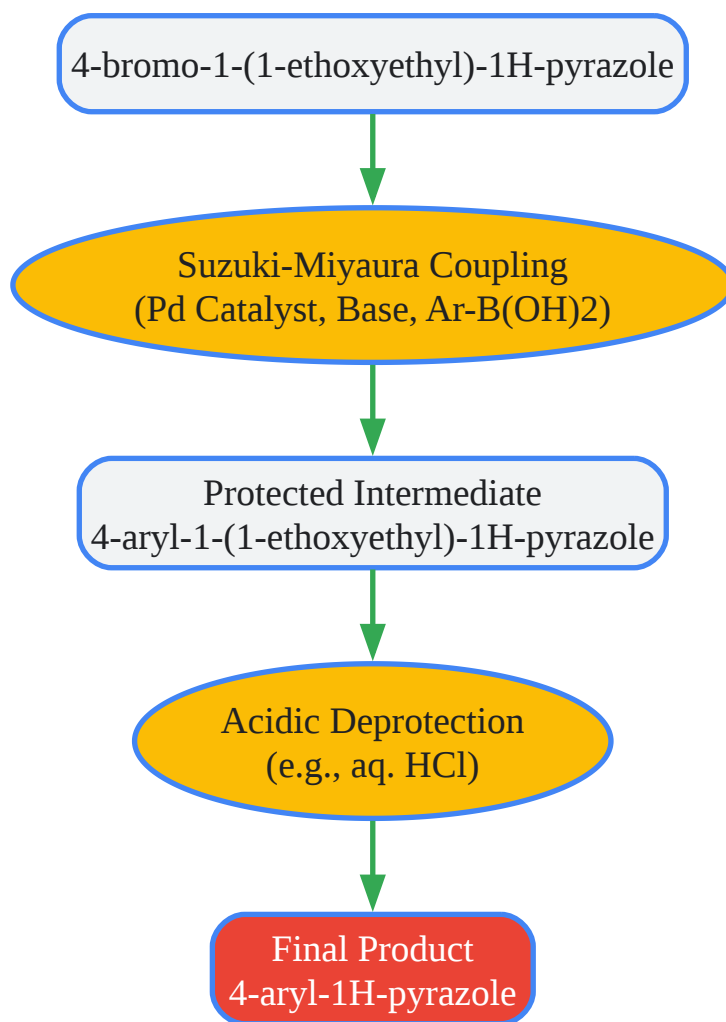 4-bromo-1-(1-ethoxyethyl)-1H-pyrazole
Suzuki-Miyaura Coupling
(Pd Catalyst, Base, Ar-B(OH)2)
Protected Intermediate
4-aryl-1-(1-ethoxyethyl)-1H-pyrazole
Acidic Deprotection
(e.g., aq. HCl)
Final Product
4-aryl-1H-pyrazole